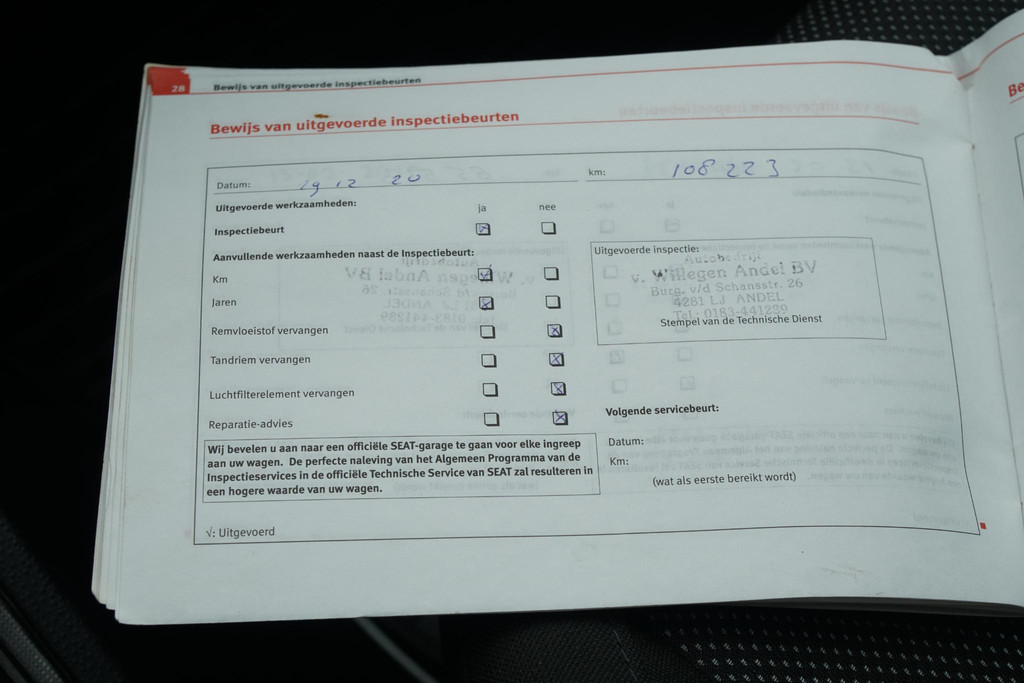 28 Bewijs van uitgevoerde inspectiebeurten
Be
Bewijs van uitgevoerde inspectiebeurten
Datum: 29 12 20 km: 108 223
Uitgevoerde werkzaamheden: ja nee
Inspectiebeurt
Aanvullende werkzaamheden naast de Inspectiebeurt:
Km
Jaren
Remvloeistof vervangen
Tandriem vervangen
Luchtfilterelement vervangen
Reparatie-advies
Uitgevoerde inspectie:
Autobedrijf
v. Willegen Andel BV
Burg. v/d Schansstr. 26
4281 LJ ANDEL
Tel.: 0183-441239
Stempel van de Technische Dienst
Volgende servicebeurt:
Datum:
Km:
(wat als eerste bereikt wordt)
Wij bevelen u aan naar een officiële SEAT-garage te gaan voor elke ingreep
aan uw wagen. De perfecte naleving van het Algemeen Programma van de
Inspectieservices in de officiële Technische Service van SEAT zal resulteren in
een hogere waarde van uw wagen.
√: Uitgevoerd